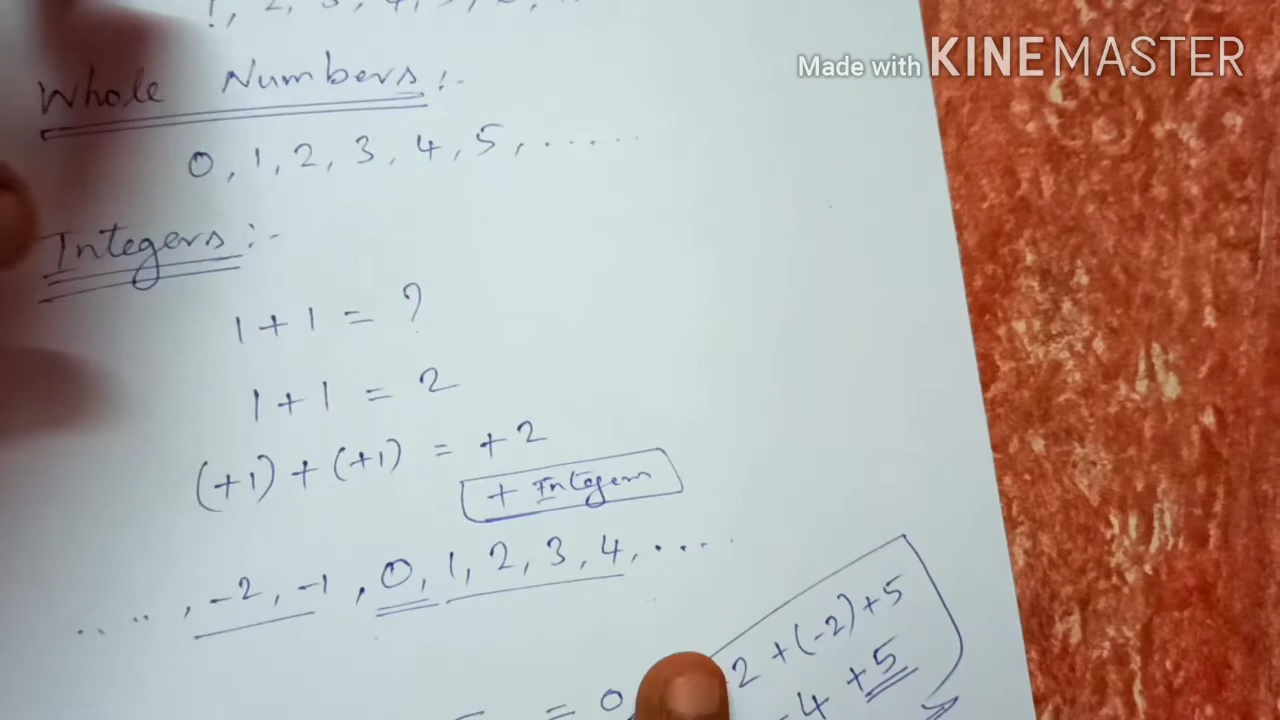 Made with KINEMASTER
Whole Numbers :-
0, 1, 2, 3, 4, 5, .....
Integers :-
1 + 1 = ?
1 + 1 = 2
(+1) + (+1) = +2
+ Integers
....., -2, -1, 0, 1, 2, 3, 4, ....
2 + (-2) + 5
-4 + 5
= 0